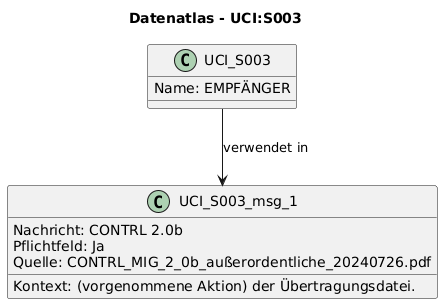 Datenatlas - UCI:S003
C UCI_S003
Name: EMPFÄNGER
verwendet in
C UCI_S003_msg_1
Nachricht: CONTRL 2.0b
Pflichtfeld: Ja
Quelle: CONTRL_MIG_2_0b_außerordentliche_20240726.pdf
Kontext: (vorgenommene Aktion) der Übertragungsdatei.